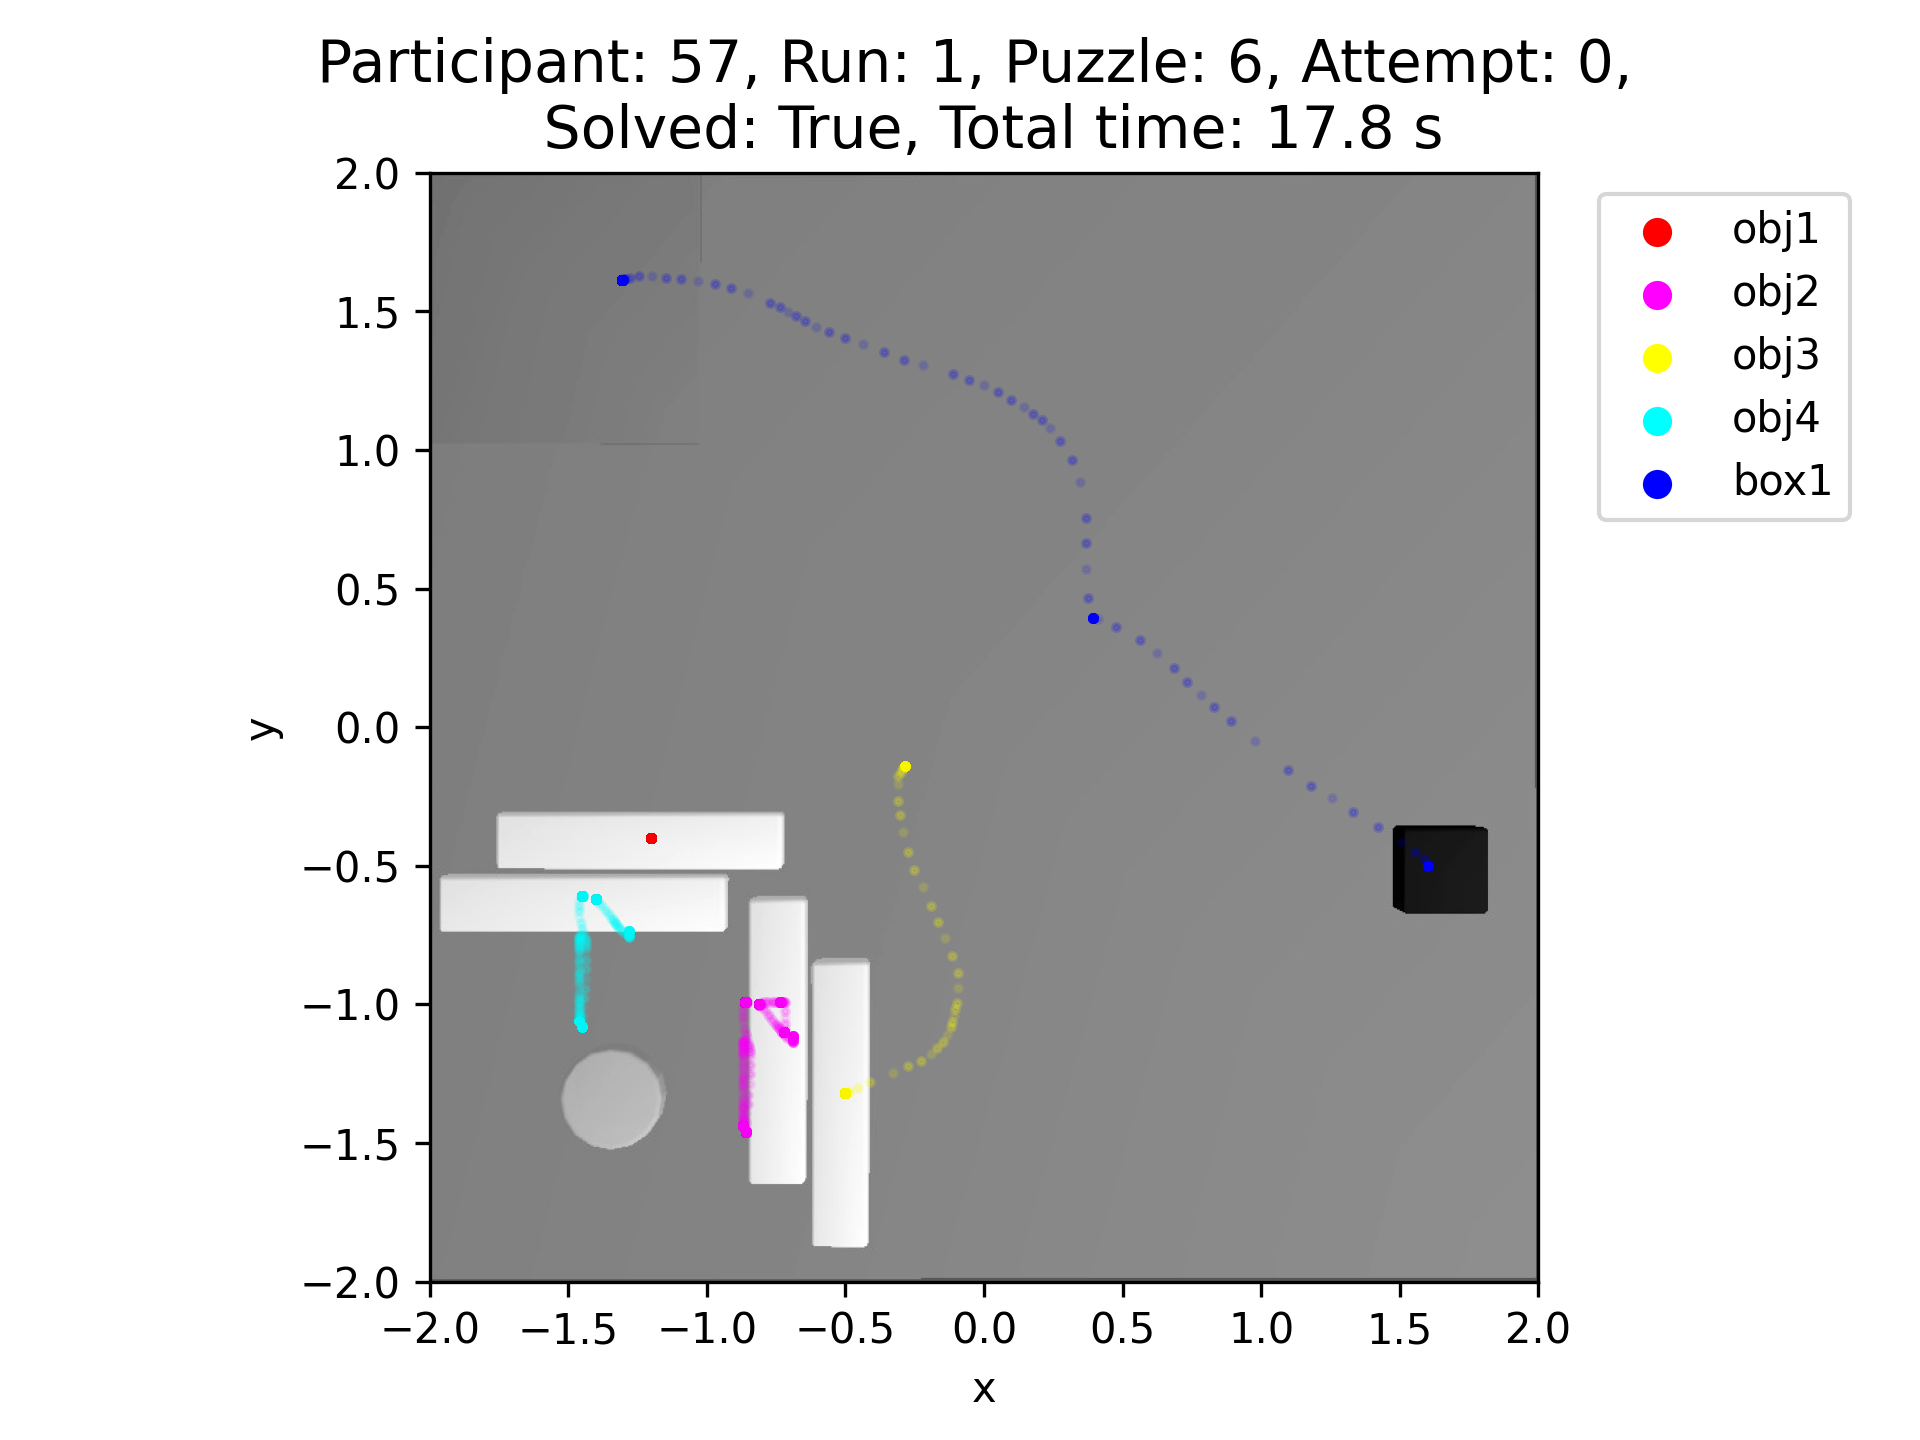 Participant: 57, Run: 1, Puzzle: 6, Attempt: 0,
Solved: True, Total time: 17.8 s
2.0
1.5
1.0
0.5
0.0
−0.5
−1.0
−1.5
−2.0
y
−2.0 −1.5 −1.0 −0.5 0.0 0.5 1.0 1.5 2.0
x
obj1
obj2
obj3
obj4
box1